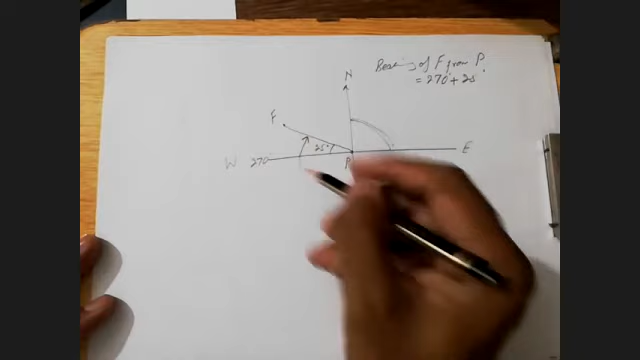 Bearing of F from P.
= 270° + 25°
N
F
25°
W 270
E
P